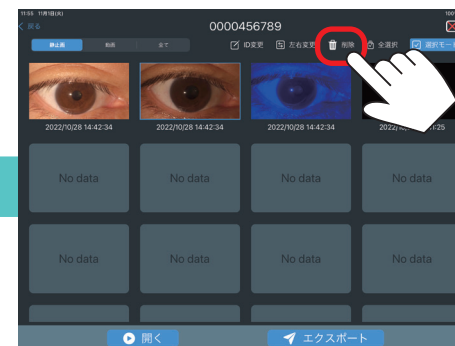 11:55 11月1日(火)
100%
戻る
0000456789
静止画 動画 全て
ID変更 左右変更 削除 全選択 選択モード
2022/10/28 14:42:34 2022/10/28 14:42:34 2022/10/28 14:42:34
No data No data No data No data
No data No data No data No data
開く エクスポート